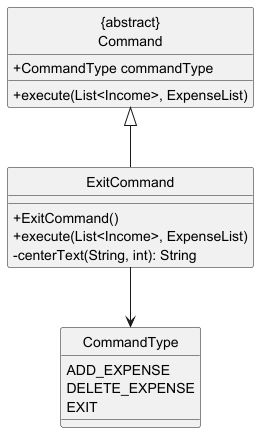 {abstract}
Command
+CommandType commandType
+execute(List<Income>, ExpenseList)
ExitCommand
+ExitCommand()
+execute(List<Income>, ExpenseList)
-centerText(String, int): String
CommandType
ADD_EXPENSE
DELETE_EXPENSE
EXIT